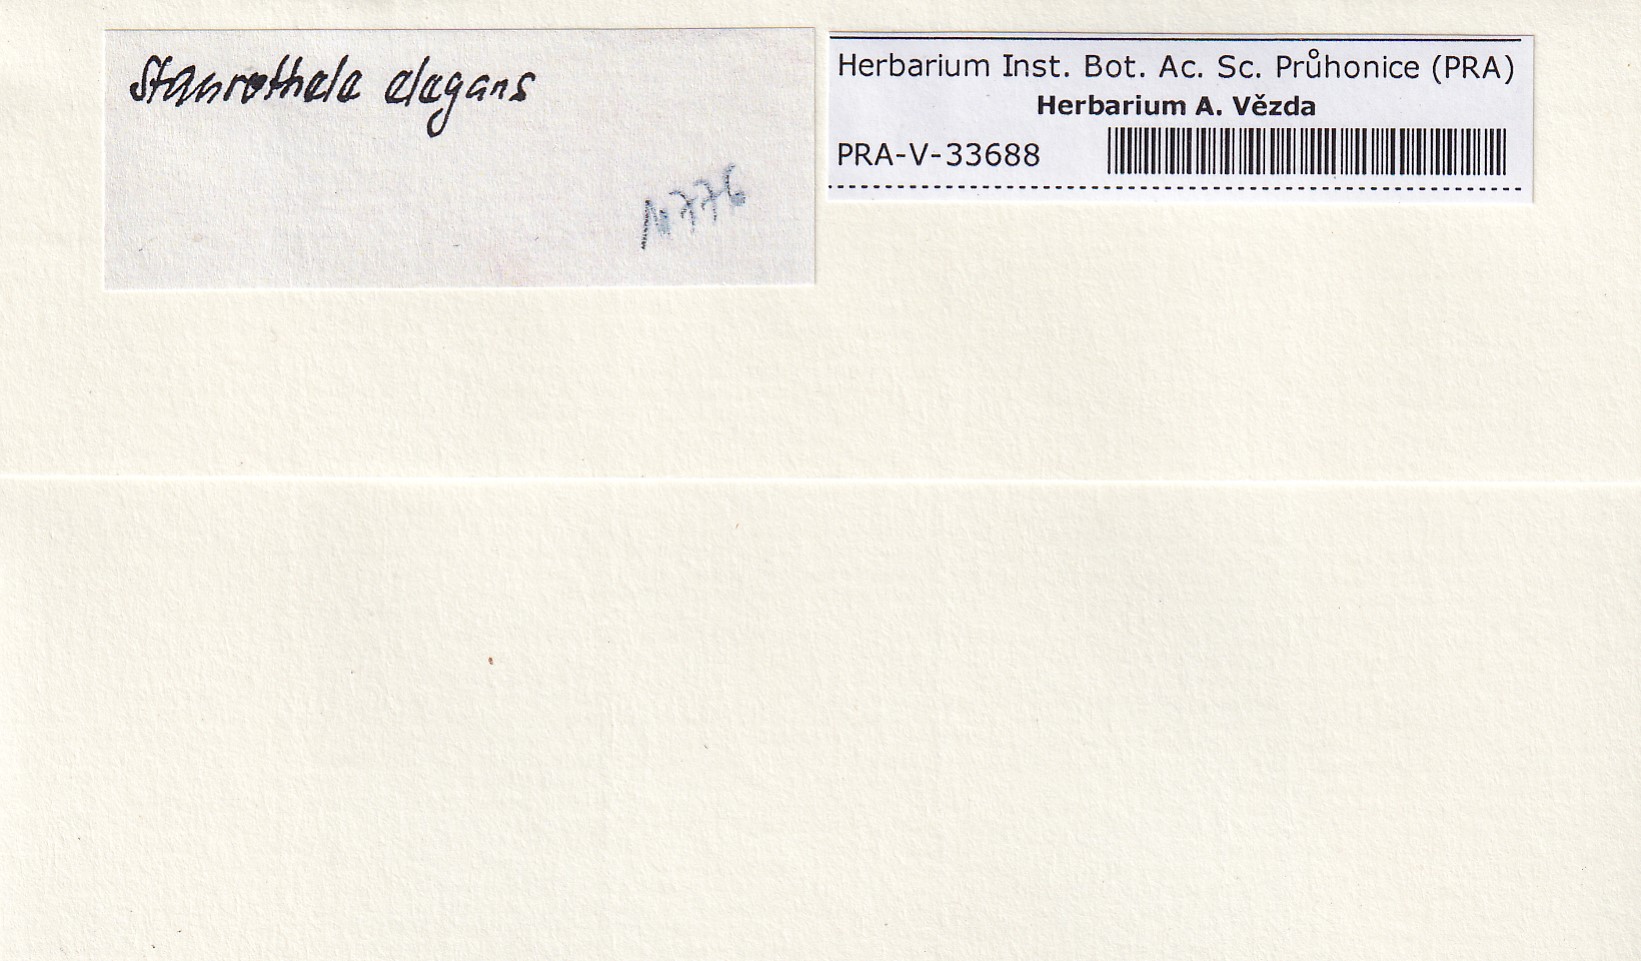 Staurothele elegans
Herbarium Inst. Bot. Ac. Sc. Průhonice (PRA)
Herbarium A. Vězda
PRA-V-33688